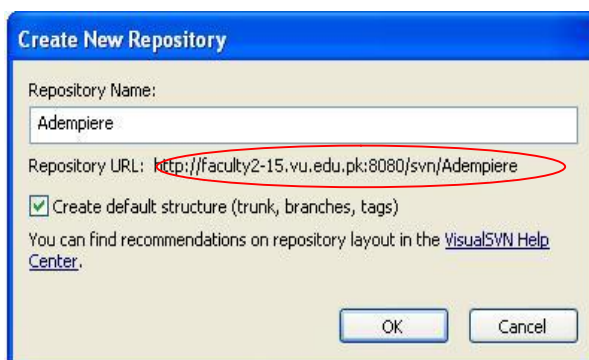 Create New Repository
Repository Name:
Adempiere
Repository URL: http://faculty2-15.vu.edu.pk:8080/svn/Adempiere
Create default structure (trunk, branches, tags)
You can find recommendations on repository layout in the VisualSVN Help
Center.
OK
Cancel